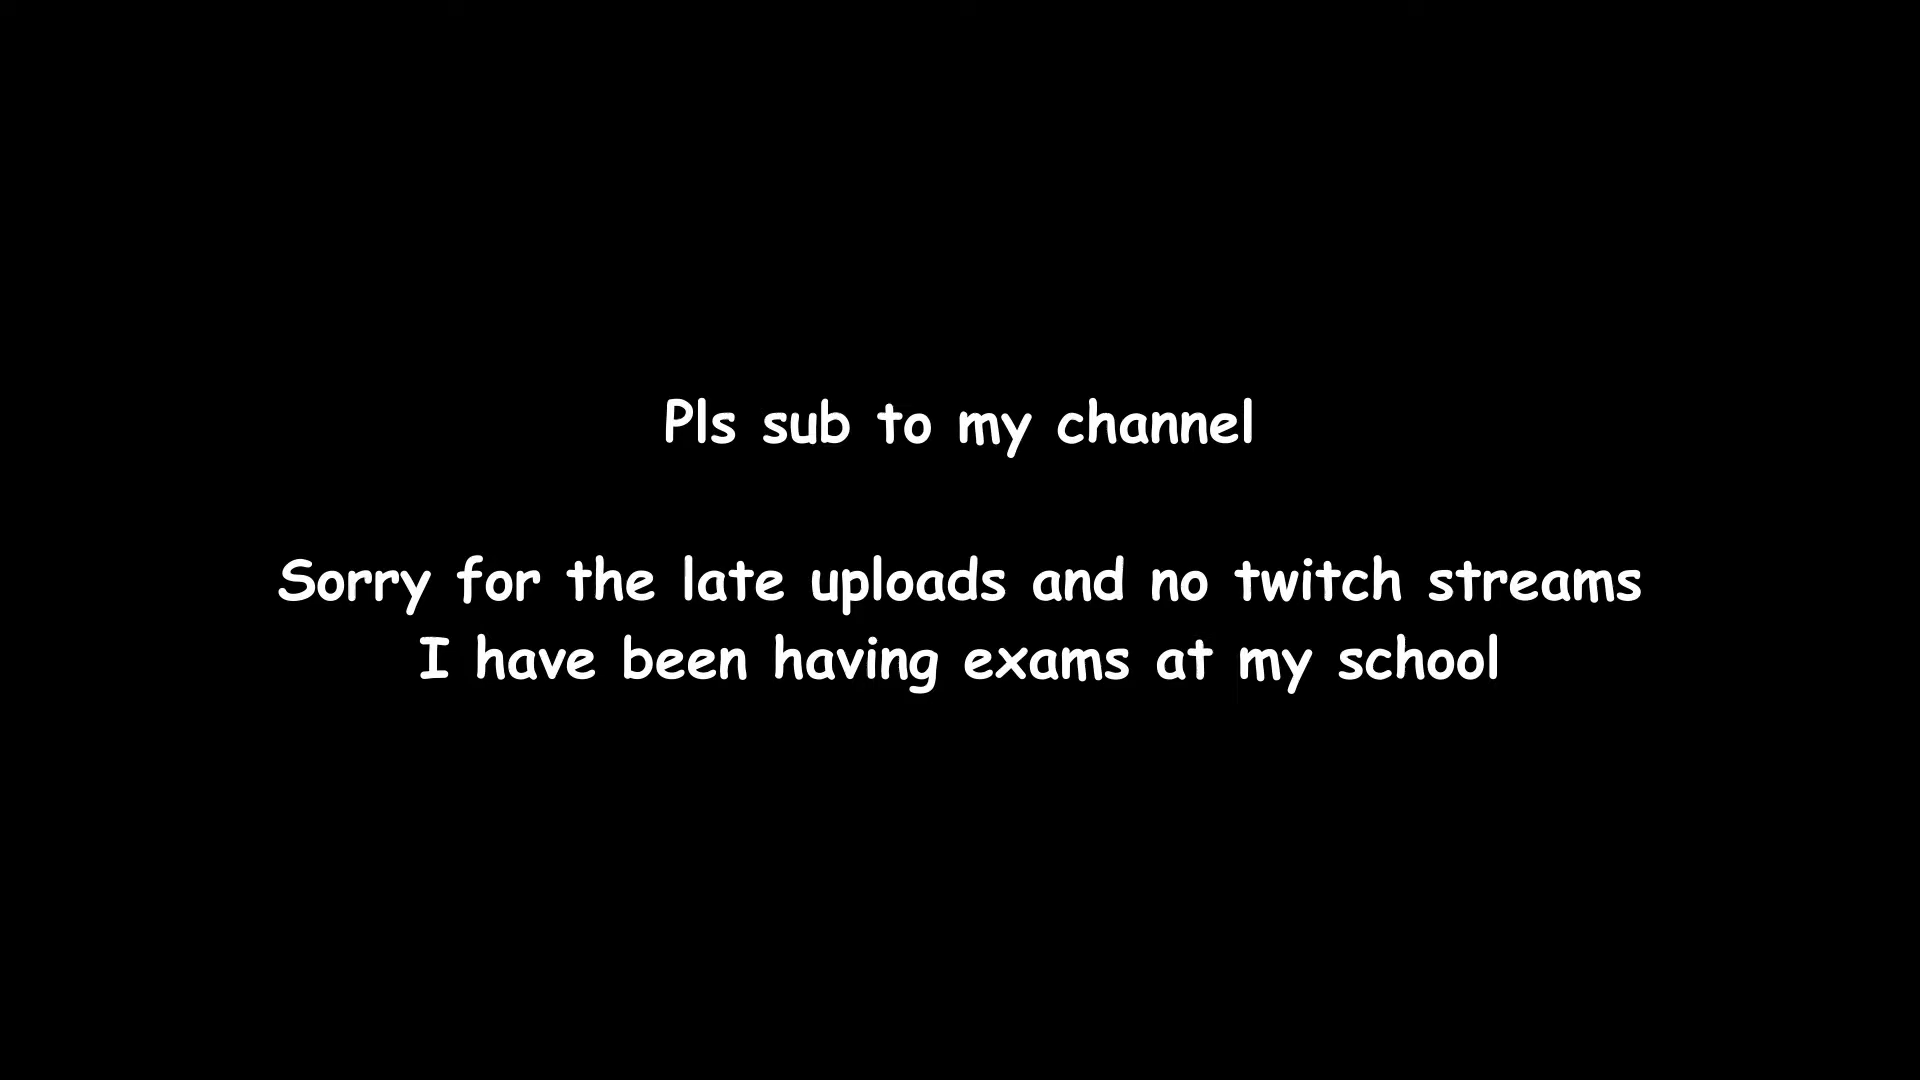 Pls sub to my channel
Sorry for the late uploads and no twitch streams
I have been having exams at my school